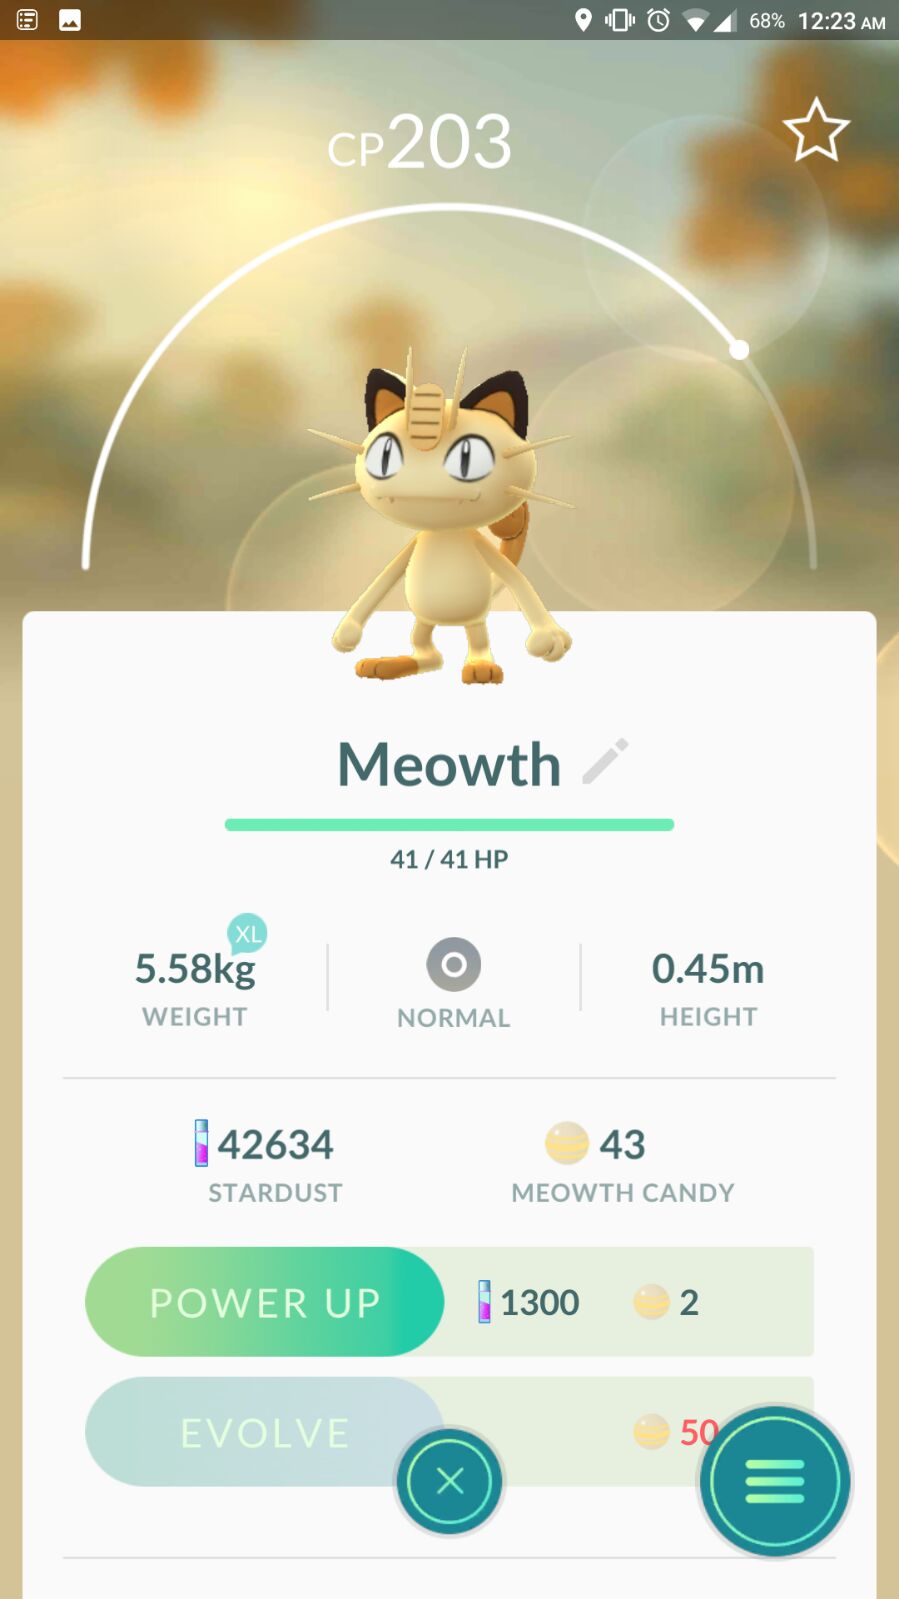 68% 12:23 AM
CP203
Meowth
41 / 41 HP
XL
5.58kg
WEIGHT
NORMAL
0.45m
HEIGHT
42634
STARDUST
43
MEOWTH CANDY
POWER UP 1300 2
EVOLVE 50